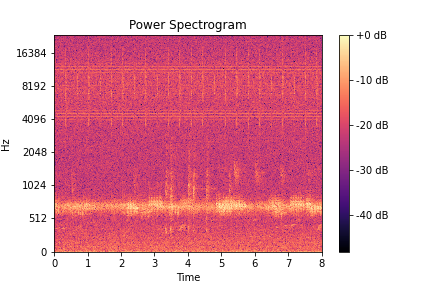 Power Spectrogram
+0 dB
16384
-10 dB
8192
4096
-20 dB
Hz
2048
-30 dB
1024
-40 dB
512
0
0 1 2 3 4 5 6 7 8
Time